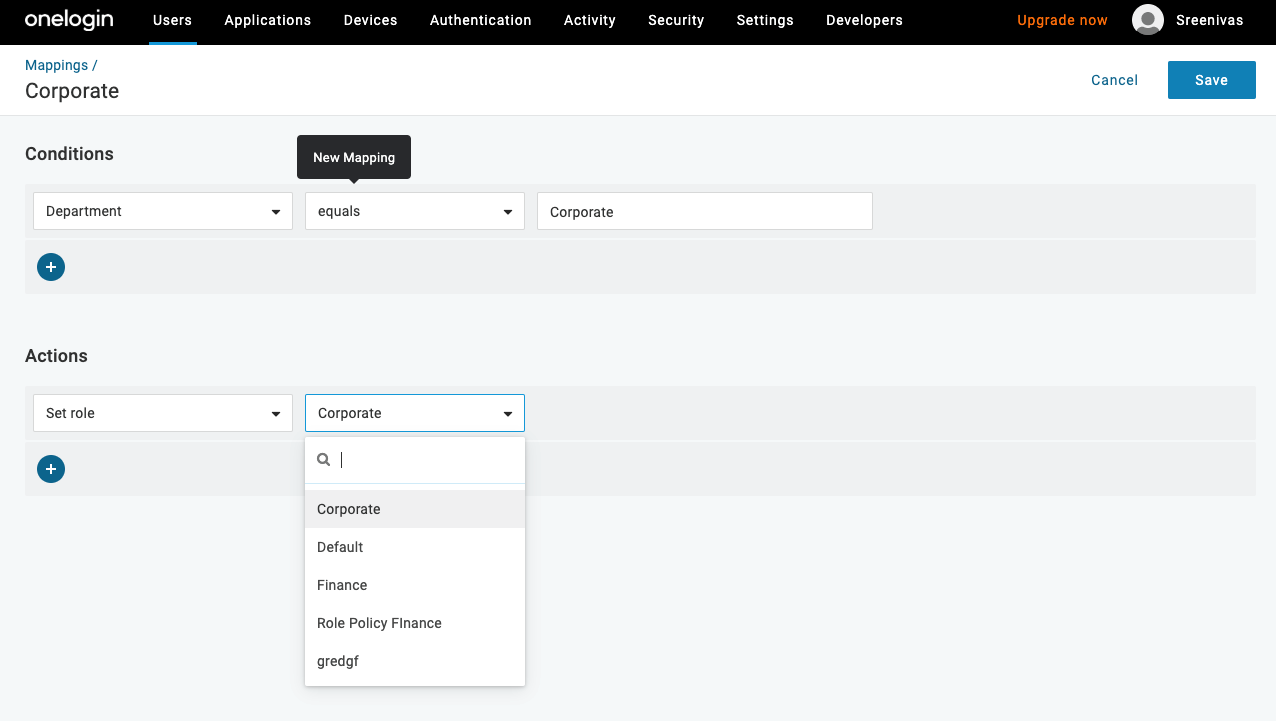 onelogin Users Applications Devices Authentication Activity Security Settings Developers Upgrade now Sreenivas
Mappings /
Corporate
Cancel Save
Conditions
New Mapping
Department equals Corporate
Actions
Set role Corporate
Corporate
Default
Finance
Role Policy FInance
gredgf